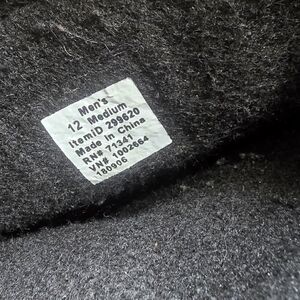 Men's
12 Medium
ItemID 299620
Made in China
RN# 71341
VN# 1002664
180906